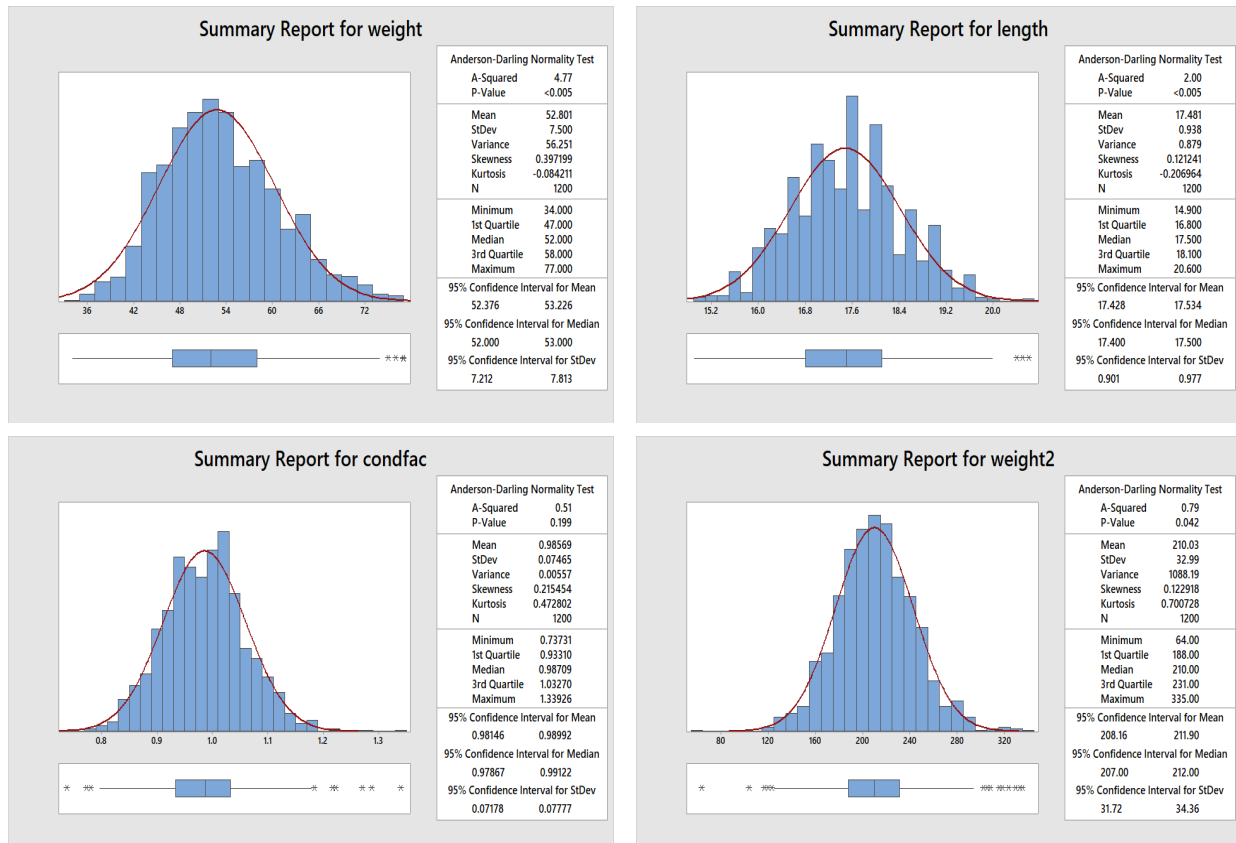 Summary Report for weight
Anderson-Darling Normality Test
A-Squared 4.77
P-Value <0.005
Mean 52.801
StDev 7.500
Variance 56.251
Skewness 0.397199
Kurtosis -0.084211
N 1200
Minimum 34.000
1st Quartile 47.000
Median 52.000
3rd Quartile 58.000
Maximum 77.000
95% Confidence Interval for Mean
52.376 53.226
95% Confidence Interval for Median
52.000 53.000
95% Confidence Interval for StDev
7.212 7.813
36 42 48 54 60 66 72
Summary Report for length
Anderson-Darling Normality Test
A-Squared 2.00
P-Value <0.005
Mean 17.481
StDev 0.938
Variance 0.879
Skewness 0.121241
Kurtosis -0.206964
N 1200
Minimum 14.900
1st Quartile 16.800
Median 17.500
3rd Quartile 18.100
Maximum 20.600
95% Confidence Interval for Mean
17.428 17.534
95% Confidence Interval for Median
17.400 17.500
95% Confidence Interval for StDev
0.901 0.977
15.2 16.0 16.8 17.6 18.4 19.2 20.0
Summary Report for condfac
Anderson-Darling Normality Test
A-Squared 0.51
P-Value 0.199
Mean 0.98569
StDev 0.07465
Variance 0.00557
Skewness 0.215454
Kurtosis 0.472802
N 1200
Minimum 0.73731
1st Quartile 0.93310
Median 0.98709
3rd Quartile 1.03270
Maximum 1.33926
95% Confidence Interval for Mean
0.98146 0.98992
95% Confidence Interval for Median
0.97867 0.99122
95% Confidence Interval for StDev
0.07178 0.07777
0.8 0.9 1.0 1.1 1.2 1.3
Summary Report for weight2
Anderson-Darling Normality Test
A-Squared 0.79
P-Value 0.042
Mean 210.03
StDev 32.99
Variance 1088.19
Skewness 0.122918
Kurtosis 0.700728
N 1200
Minimum 64.00
1st Quartile 188.00
Median 210.00
3rd Quartile 231.00
Maximum 335.00
95% Confidence Interval for Mean
208.16 211.90
95% Confidence Interval for Median
207.00 212.00
95% Confidence Interval for StDev
31.72 34.36
80 120 160 200 240 280 320